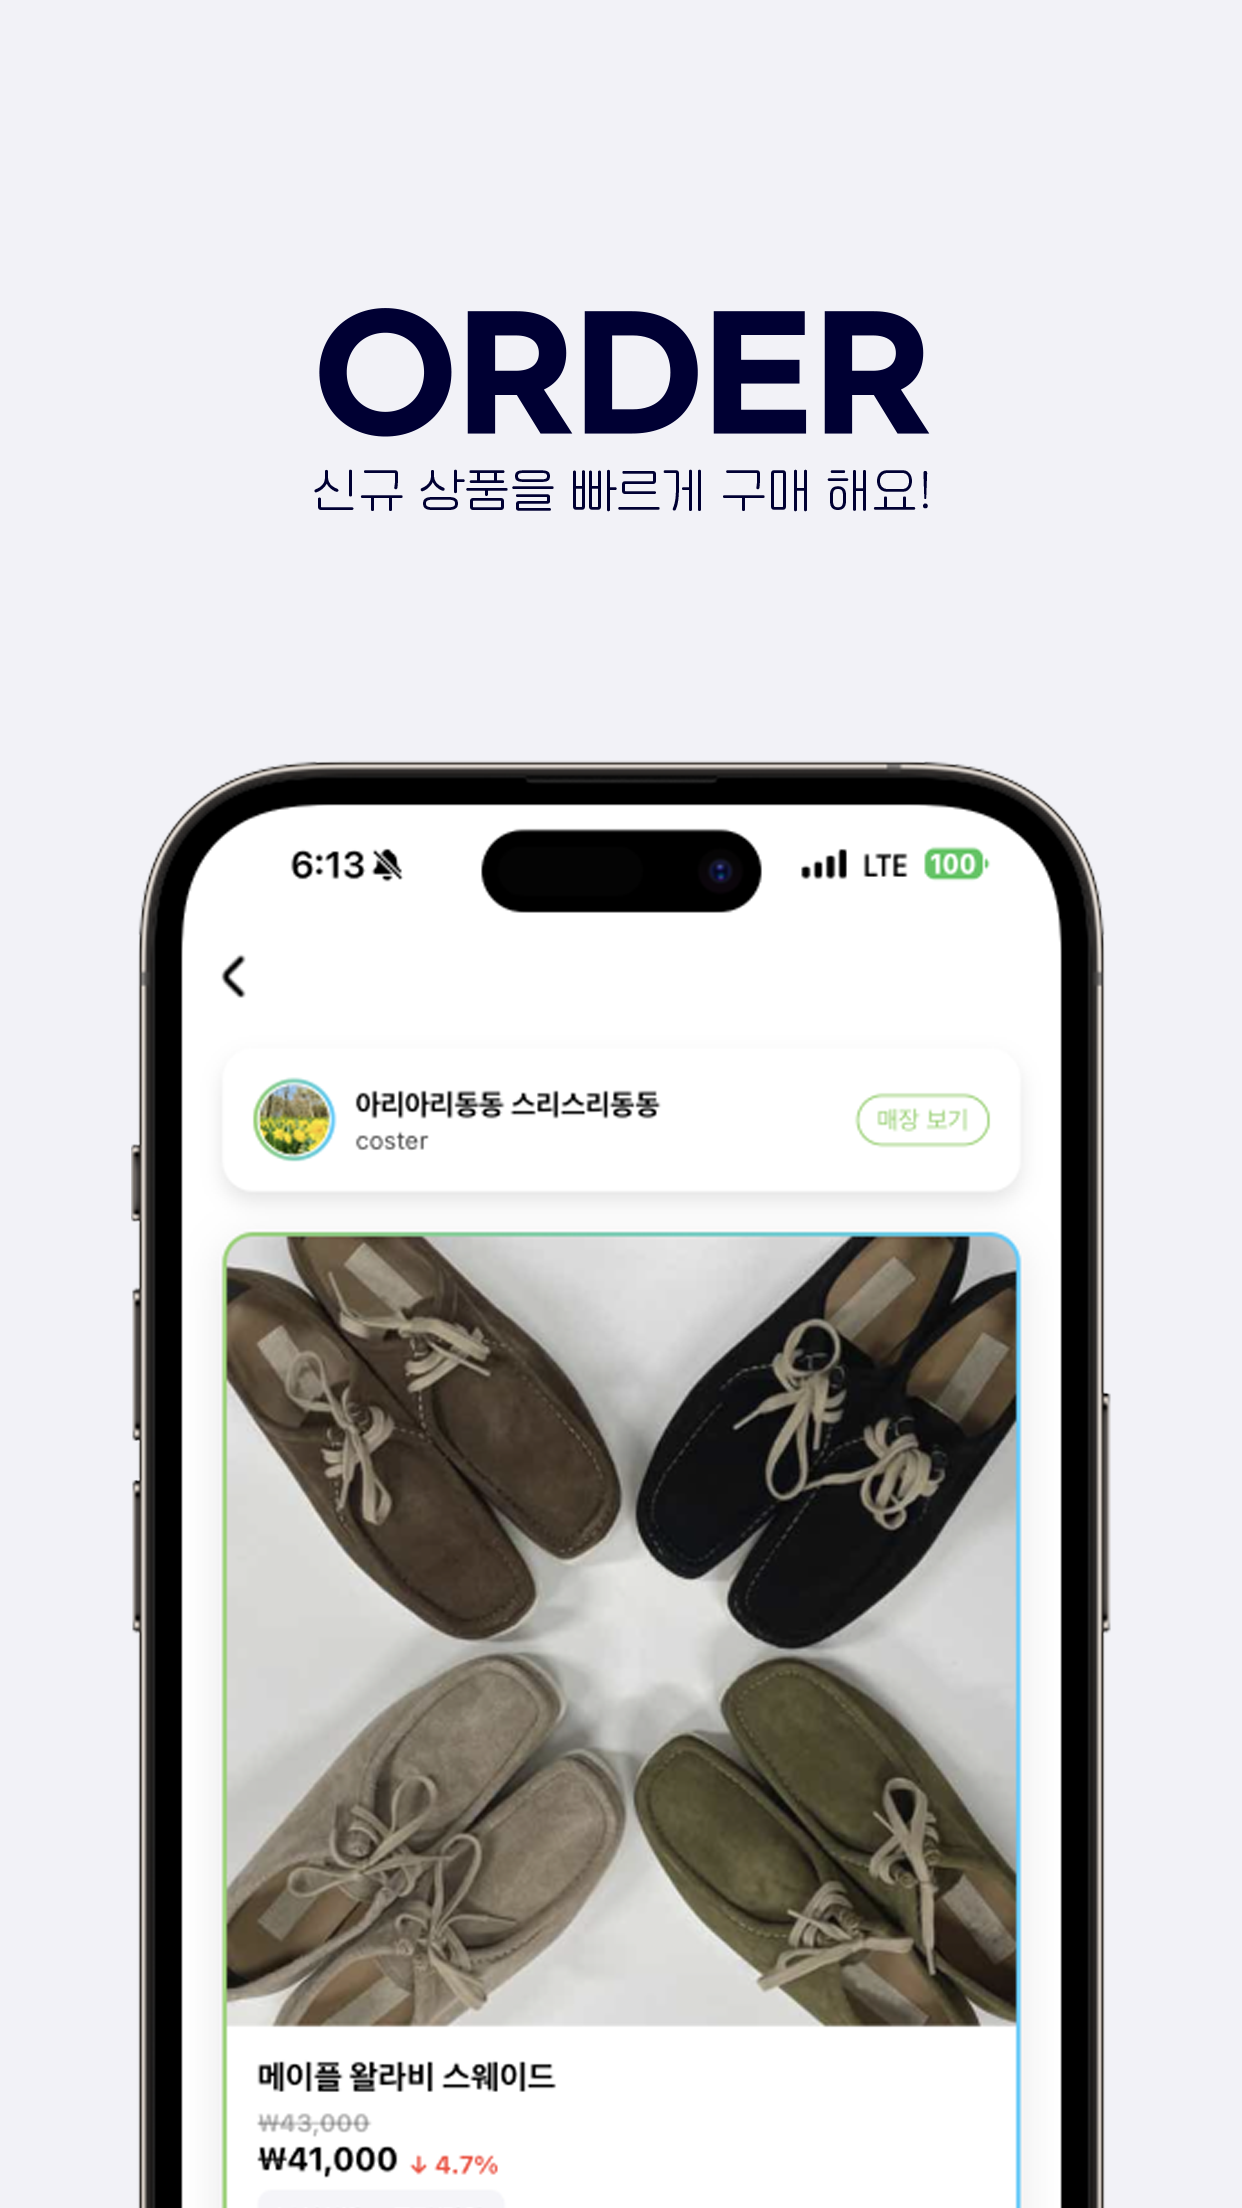 ORDER
신규 상품을 빠르게 구매 해요!
6:13 LTE 100
아리아리동동 스리스리동동
coster
매장 보기
메이플 왈라비 스웨이드
₩43,000
₩41,000 ↓ 4.7%